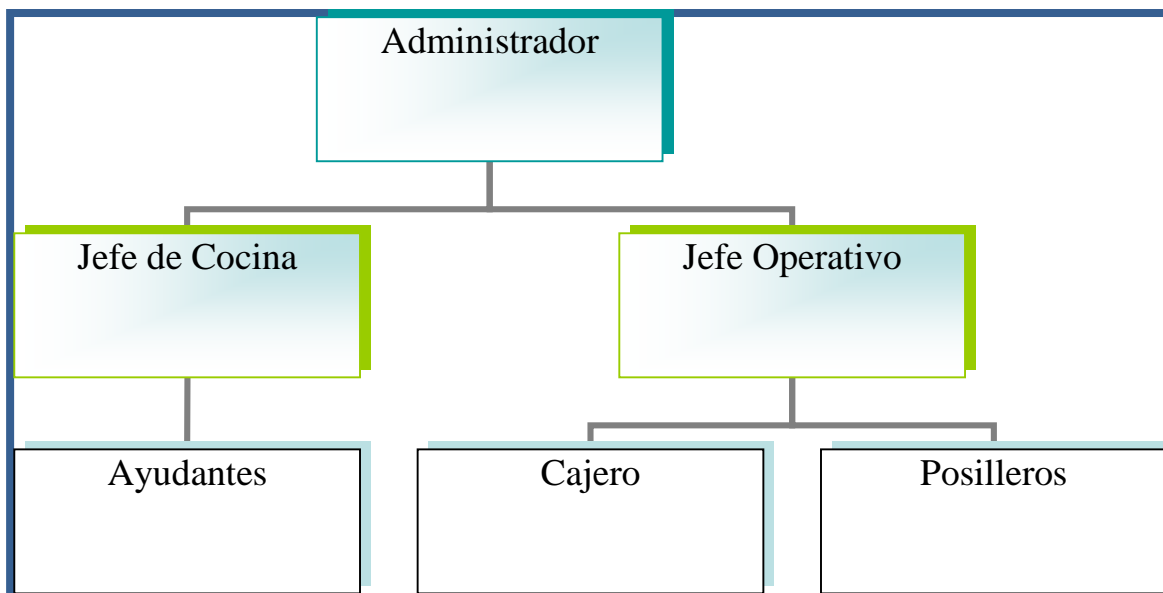 Administrador
Jefe de Cocina
Jefe Operativo
Ayudantes
Cajero
Posilleros